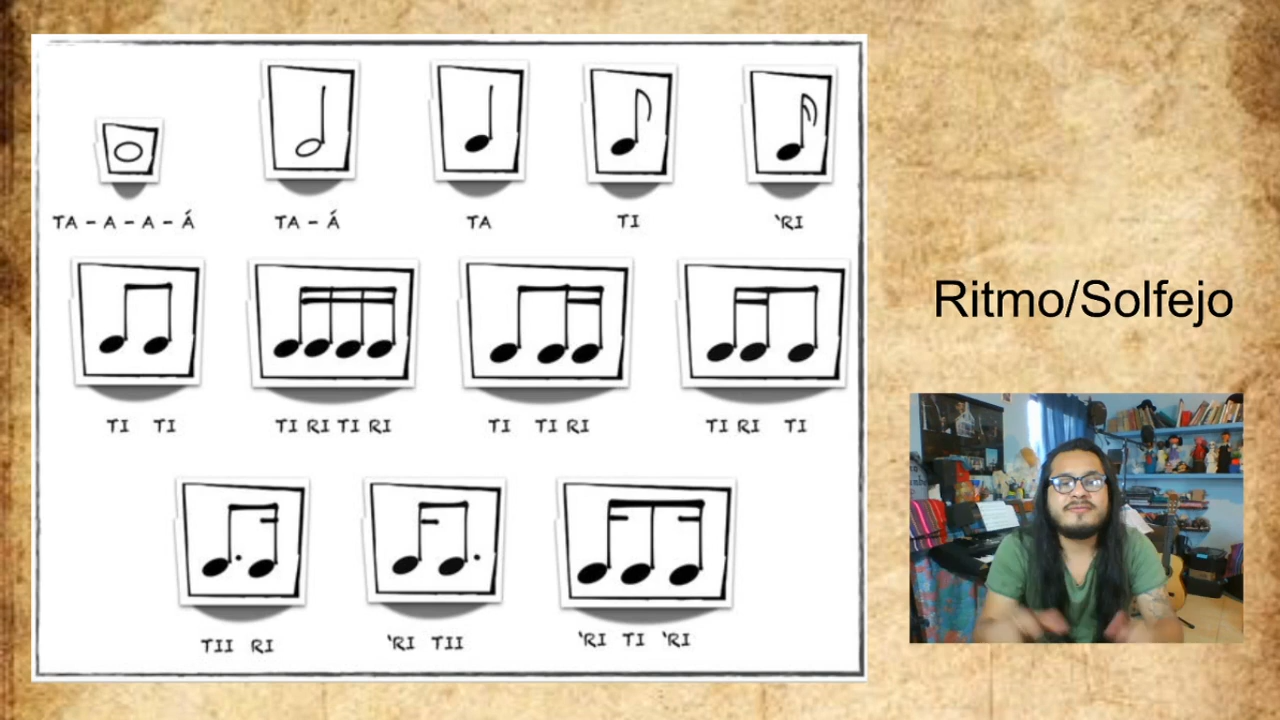 TA - A - A - Á
TA - Á
TA
TI
'RI
TI TI
TI RI TI RI
TI TI RI
TI RI TI
TII RI
'RI TII
'RI TI 'RI
Ritmo/Solfejo